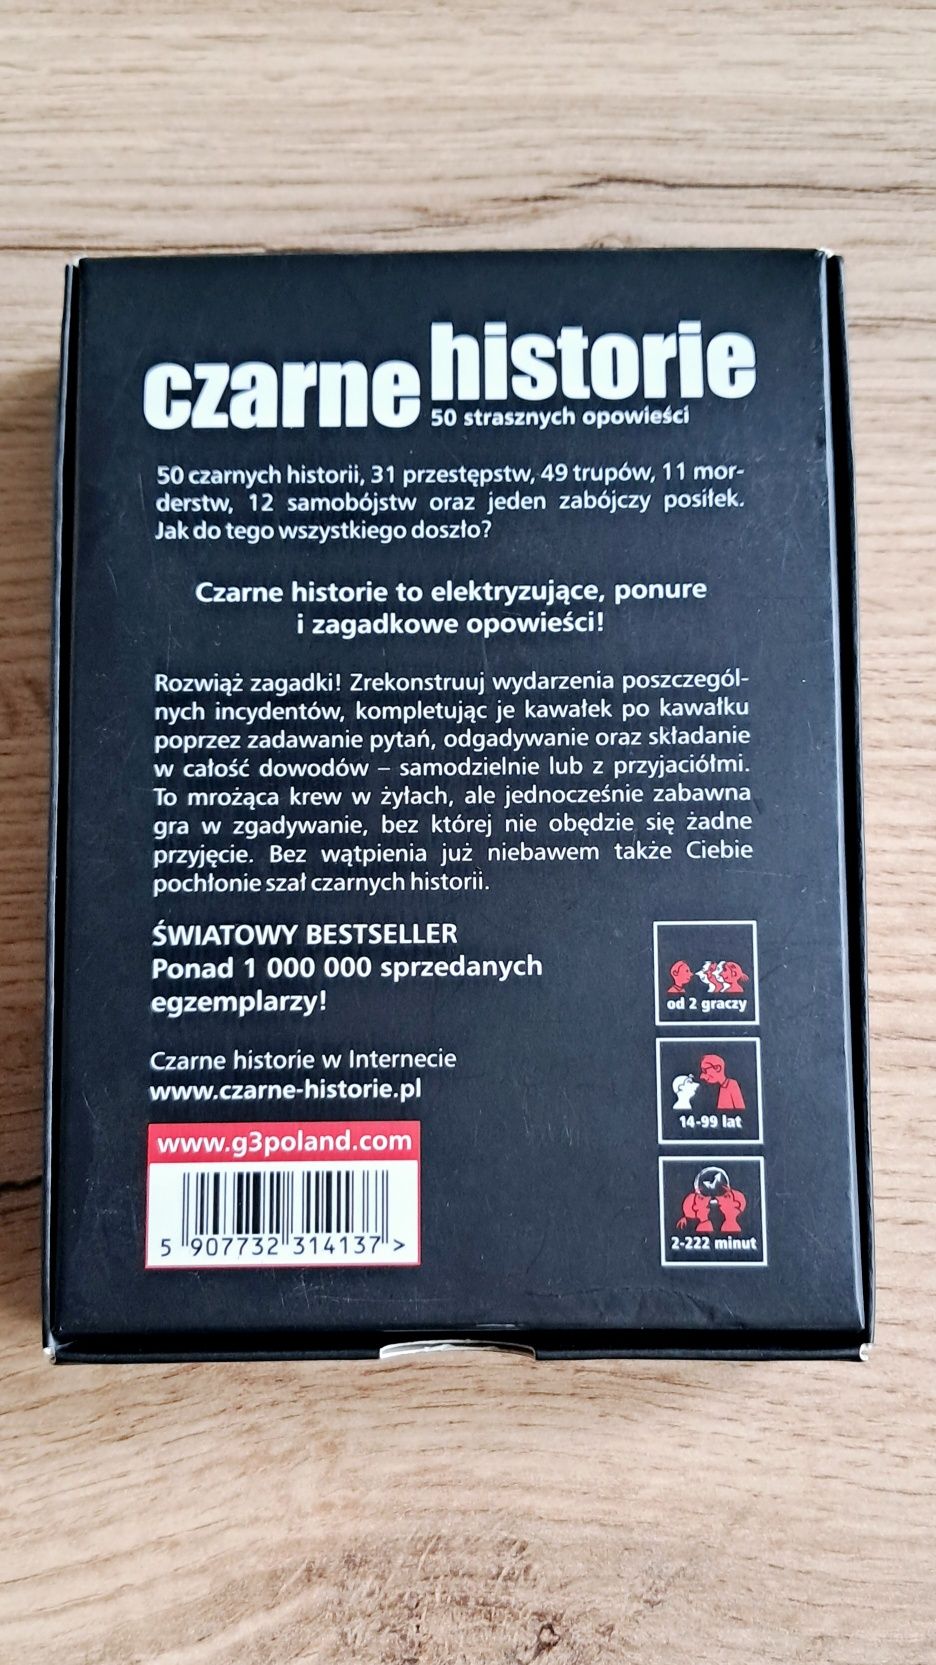 czarne historie
50 strasznych opowieści
50 czarnych historii, 31 przestępstw, 49 trupów, 11 mor-
derstw, 12 samobójstw oraz jeden zabójczy posiłek.
Jak do tego wszystkiego doszło?
Czarne historie to elektryzujące, ponure
i zagadkowe opowieści!
Rozwiąż zagadki! Zrekonstruuj wydarzenia poszczegól-
nych incydentów, kompletując je kawałek po kawałku
poprzez zadawanie pytań, odgadywanie oraz składanie
w całość dowodów – samodzielnie lub z przyjaciółmi.
To mrożąca krew w żyłach, ale jednocześnie zabawna
gra w zgadywanie, bez której nie obędzie się żadne
przyjęcie. Bez wątpienia już niebawem także Ciebie
pochłonie szał czarnych historii.
ŚWIATOWY BESTSELLER
Ponad 1 000 000 sprzedanych
egzemplarzy!
Czarne historie w Internecie
www.czarne-historie.pl
www.g3poland.com
5 907732 314137 >
od 2 graczy
14-99 lat
2-222 minut